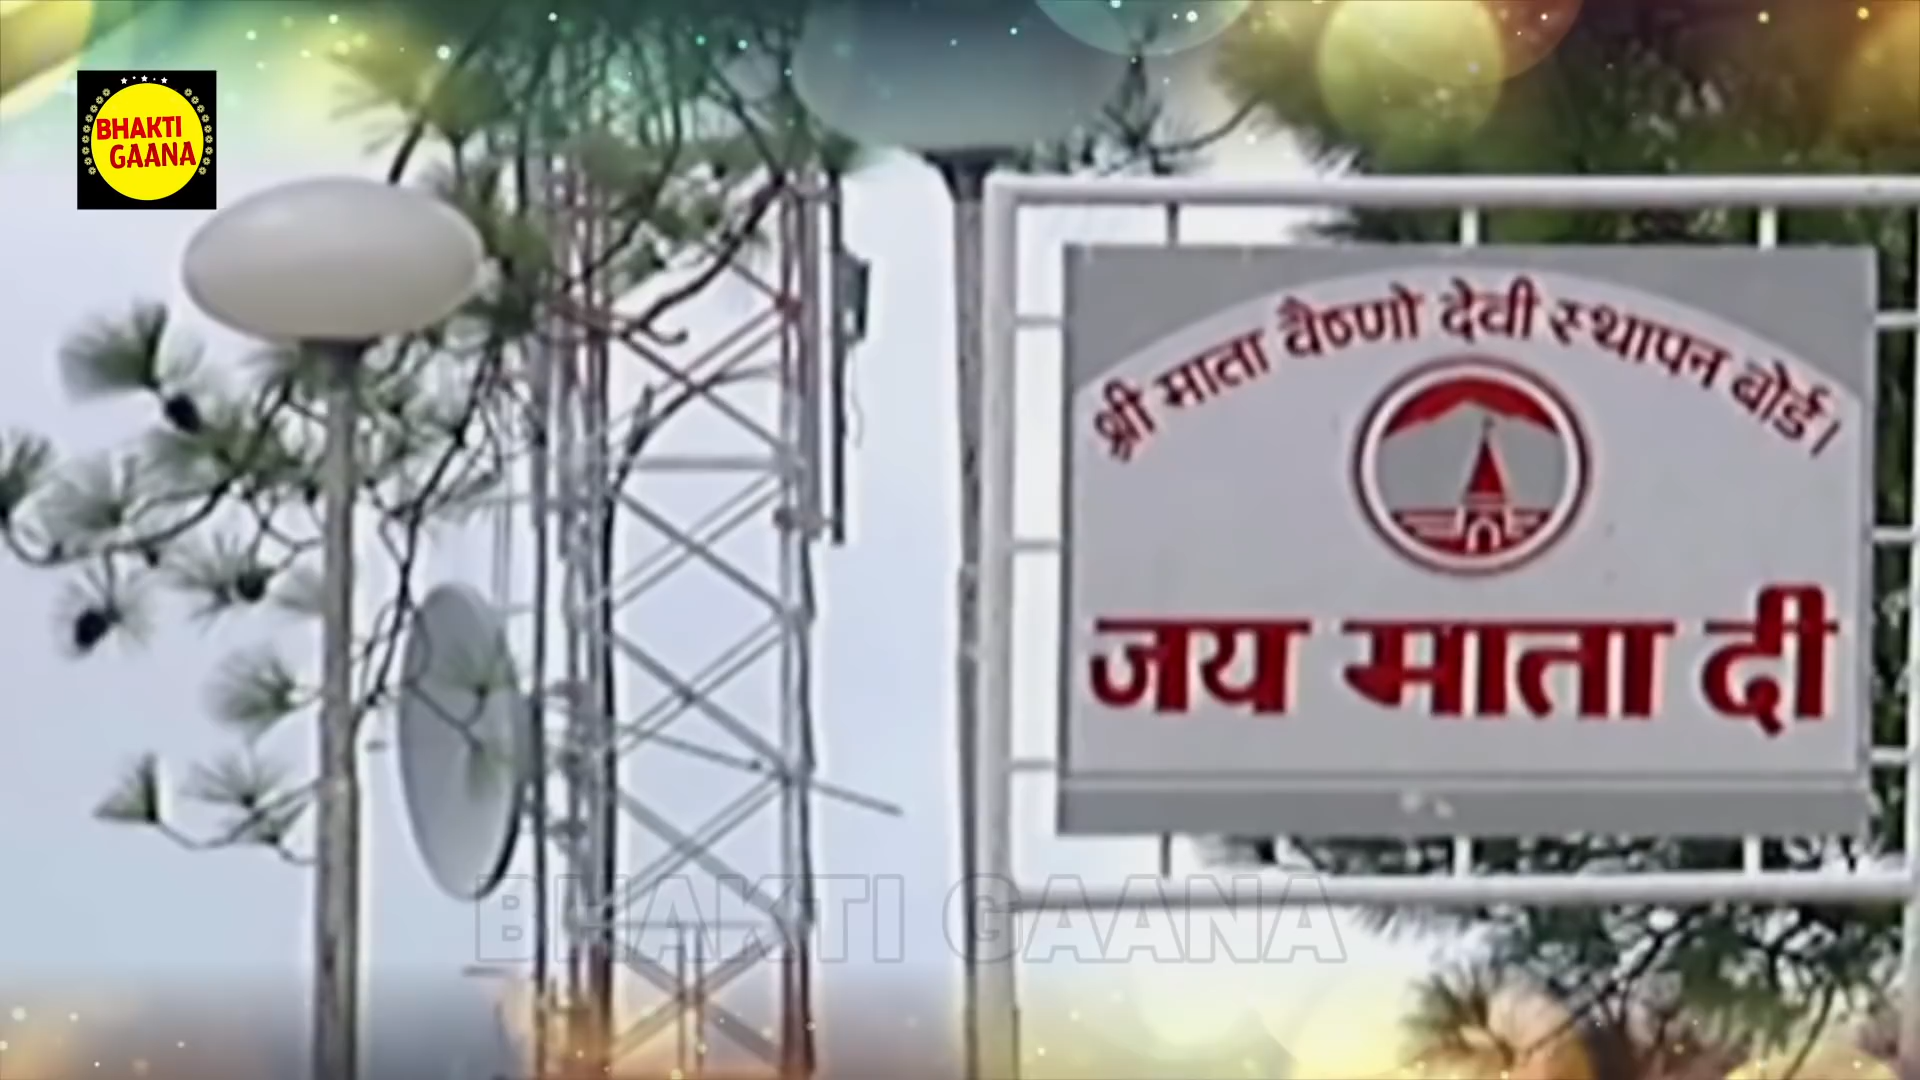 BHAKTI
GAANA
श्री माता वैष्णो देवी स्थापन बोर्ड।
जय माता दी
BHAKTI GAANA